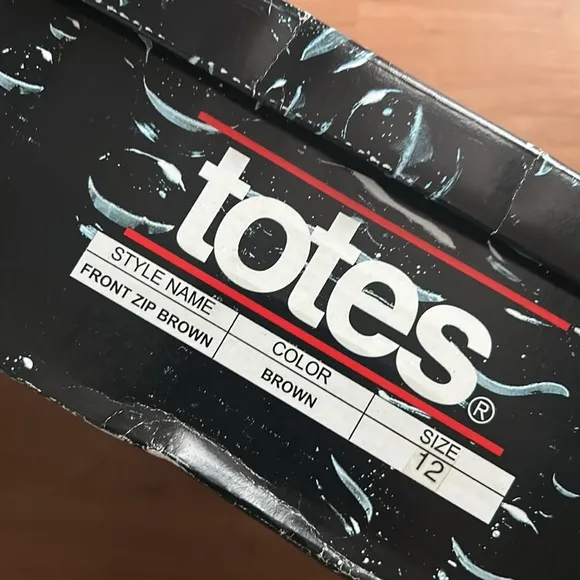 totes®
STYLE NAME COLOR SIZE
FRONT ZIP BROWN BROWN 12